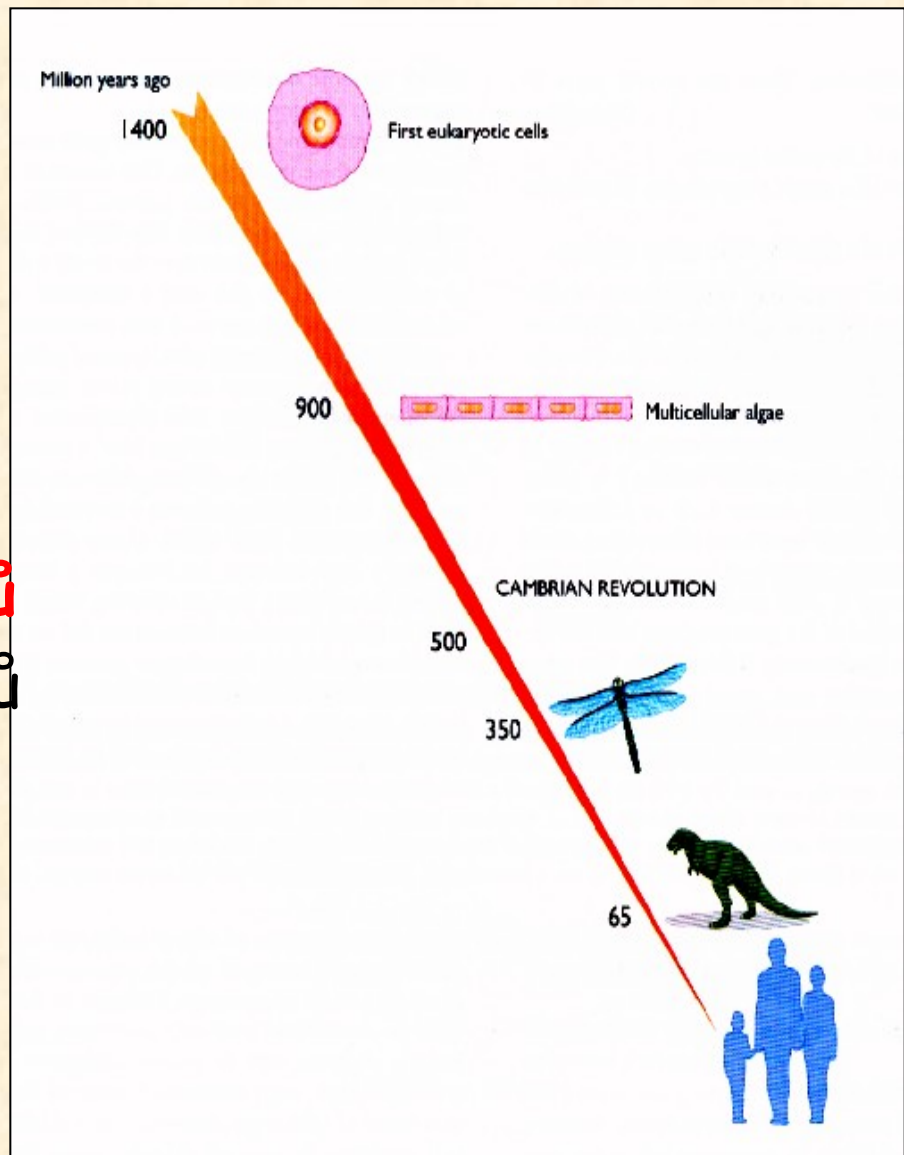 Million years ago
1400
First eukaryotic cells
900
Multicellular algae
CAMBRIAN REVOLUTION
500
350
65